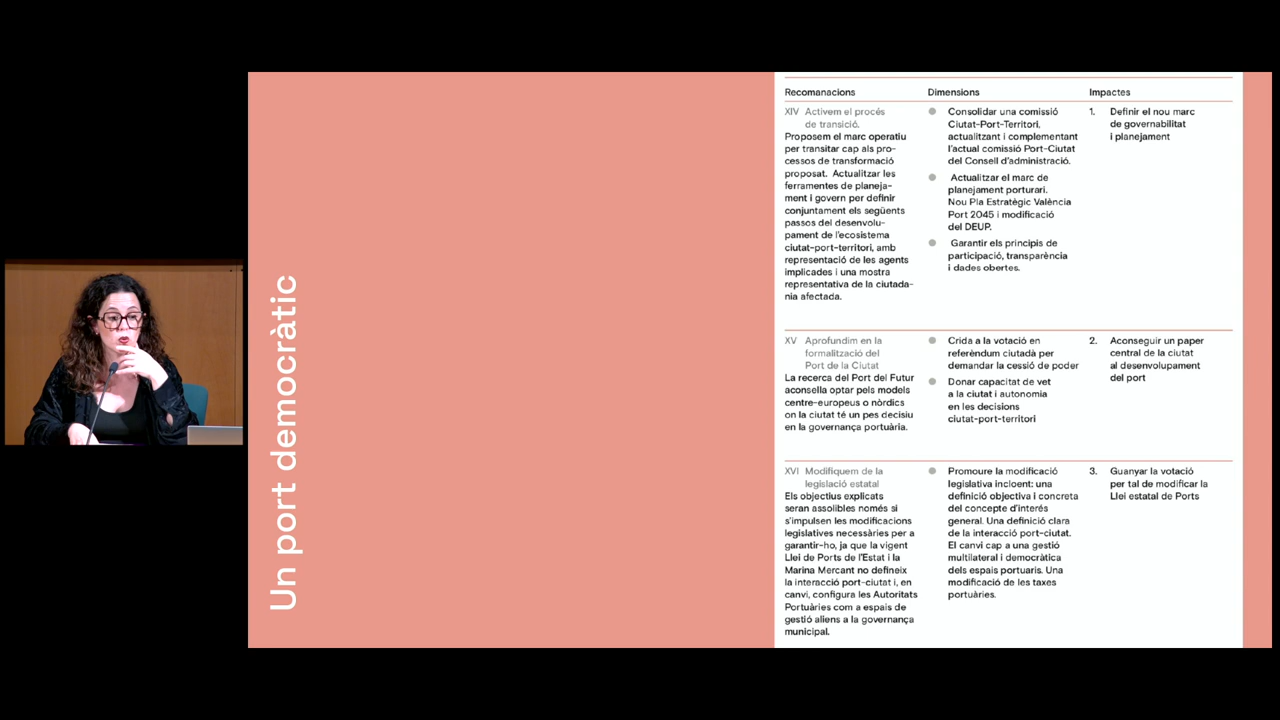 Un port democràtic
Recomanacions
Dimensions
Impactes
XIV Activem el procés
de transició.
Proposem el marc operatiu
per transitar cap als pro-
cessos de transformació
proposat. Actualitzar les
ferramentes de planeja-
ment i govern per definir
conjuntament els següents
passos del desenvolu-
pament de l'ecosistema
ciutat-port-territori, amb
representació de les agents
implicades i una mostra
representativa de la ciutada-
nia afectada.
Consolidar una comissió
Ciutat-Port-Territori,
actualitzant i complementant
l'actual comissió Port-Ciutat
del Consell d'administració.
Actualitzar el marc de
planejament porturari.
Nou Pla Estratègic València
Port 2045 i modificació
del DEUP.
Garantir els principis de
participació, transparència
i dades obertes.
1. Definir el nou marc
de governabilitat
i planejament
XV Aprofundim en la
formalització del
Port de la Ciutat
La recerca del Port del Futur
aconsella optar pels models
centre-europeus o nòrdics
on la ciutat té un pes decisiu
en la governança portuària.
Crida a la votació en
referèndum ciutadà per
demandar la cessió de poder
Donar capacitat de vet
a la ciutat i autonomia
en les decisions
ciutat-port-territori
2. Aconseguir un paper
central de la ciutat
al desenvolupament
del port
XVI Modifiquem de la
legislació estatal
Els objectius explicats
seran assolibles només si
s'impulsen les modificacions
legislatives necessàries per a
garantir-ho, ja que la vigent
Llei de Ports de l'Estat i la
Marina Mercant no defineix
la interacció port-ciutat i, en
canvi, configura les Autoritats
Portuàries com a espais de
gestió aliens a la governança
municipal.
Promoure la modificació
legislativa incloent: una
definició objectiva i concreta
del concepte d'interés
general. Una definició clara
de la interacció port-ciutat.
El canvi cap a una gestió
multilateral i democràtica
dels espais portuaris. Una
modificació de les taxes
portuàries.
3. Guanyar la votació
per tal de modificar la
Llei estatal de Ports